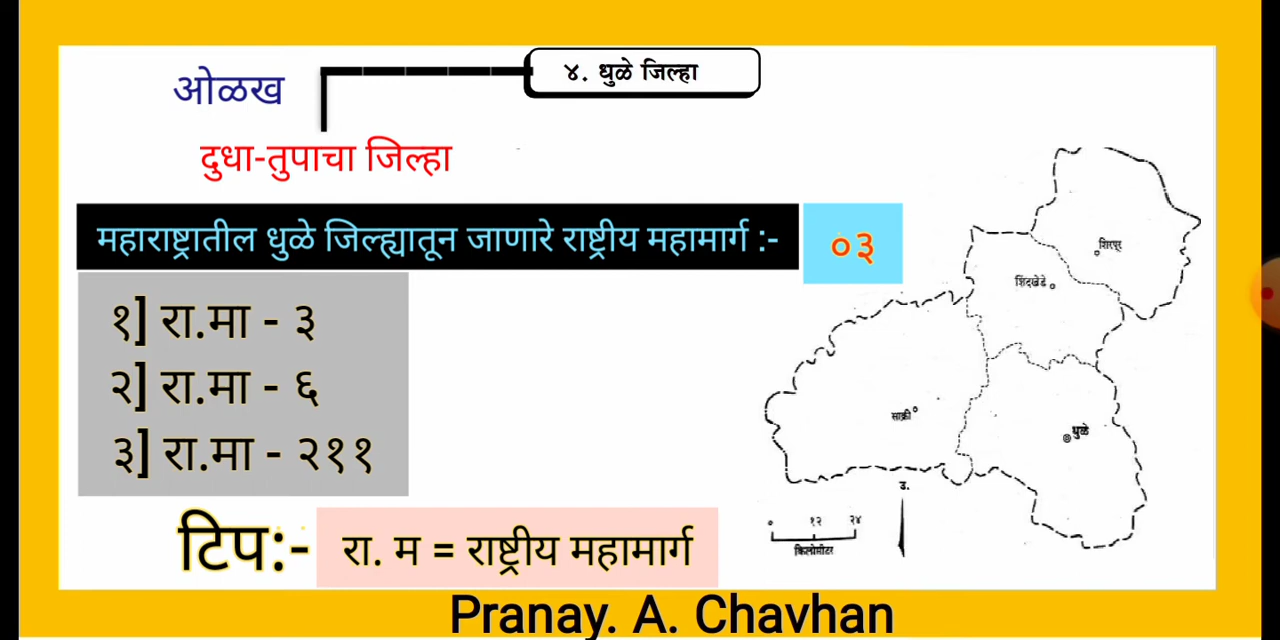 ४. धुळे जिल्हा
ओळख
दुधा-तुपाचा जिल्हा
महाराष्ट्रातील धुळे जिल्ह्यातून जाणारे राष्ट्रीय महामार्ग :- ०३
१] रा.मा - ३
२] रा.मा - ६
३] रा.मा - २११
टिप:- रा. म = राष्ट्रीय महामार्ग
शिरपूर
शिंदखेडे
साक्री
धुळे
उ.
० १२ २४
किलोमीटर
Pranay. A. Chavhan